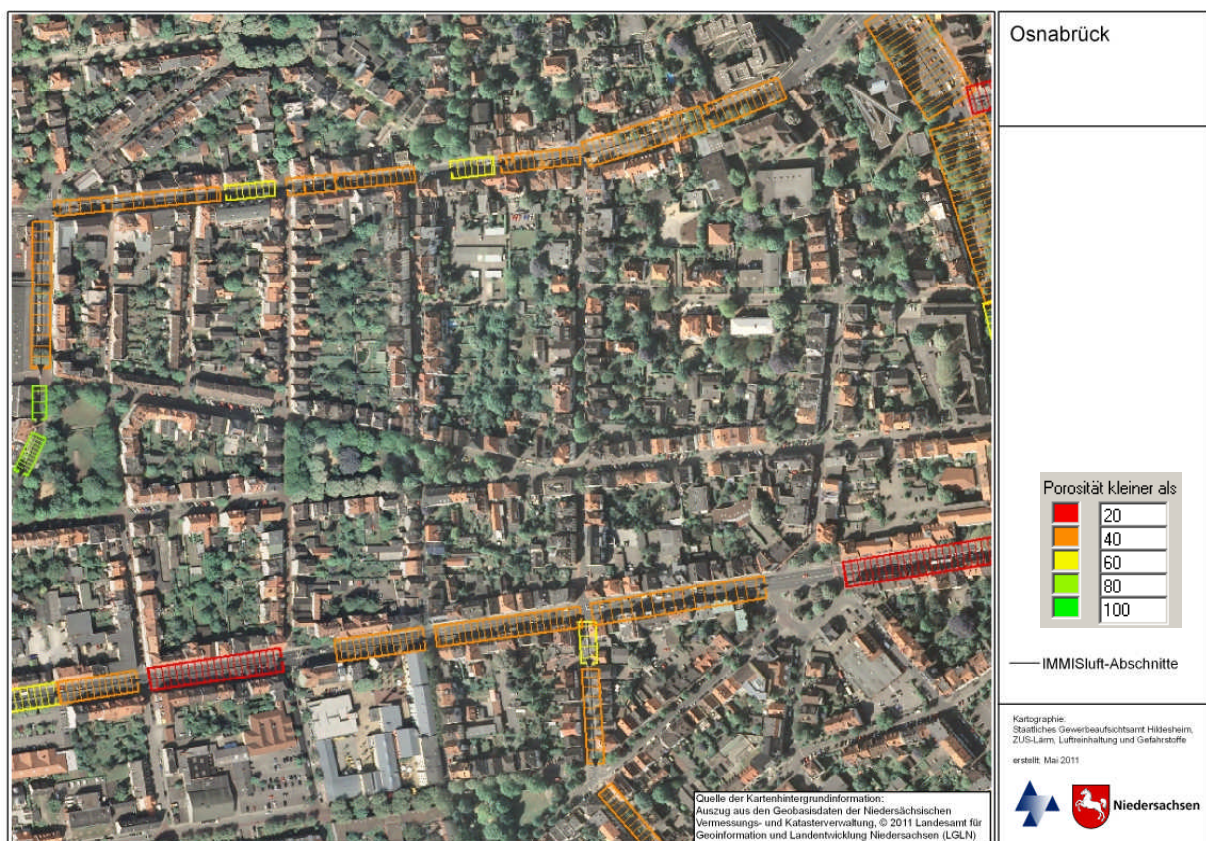 Osnabrück
Porosität kleiner als
20
40
60
80
100
IMMISluft-Abschnitte
Kartographie:
Staatliches Gewerbeaufsichtsamt Hildesheim,
ZUS-Lärm, Luftreinhaltung und Gefahrstoffe
erstellt: Mai 2011
Niedersachsen
Quelle der Kartenhintergrundinformation:
Auszug aus den Geobasisdaten der Niedersächsischen
Vermessungs- und Katasterverwaltung, © 2011 Landesamt für
Geoinformation und Landentwicklung Niedersachsen (LGLN)